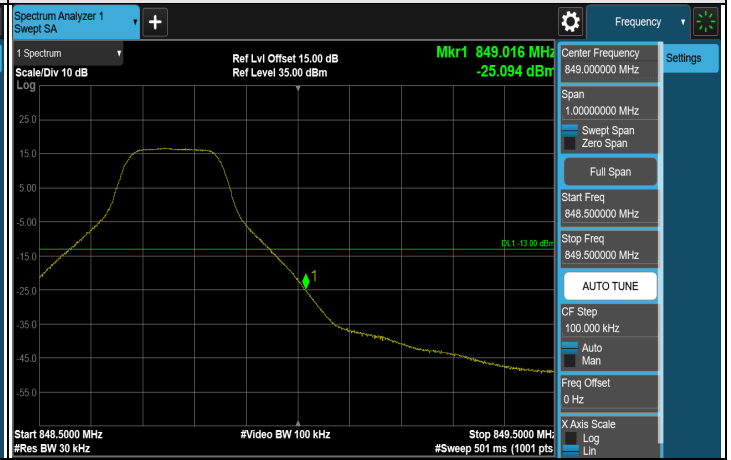 Spectrum Analyzer 1
Swept SA
+
Frequency
1 Spectrum
Scale/Div 10 dB
Log
Ref Lvl Offset 15.00 dB
Ref Level 35.00 dBm
Mkr1 849.016 MHz
-25.094 dBm
25.0
15.0
5.00
-5.00
-15.0
-25.0
-35.0
-45.0
-55.0
DL1 -13.00 dBm
1
Start 848.5000 MHz
#Res BW 30 kHz
#Video BW 100 kHz
Stop 849.5000 MHz
#Sweep 501 ms (1001 pts
Center Frequency
849.000000 MHz
Settings
Span
1.00000000 MHz
Swept Span
Zero Span
Full Span
Start Freq
848.500000 MHz
Stop Freq
849.500000 MHz
AUTO TUNE
CF Step
100.000 kHz
Auto
Man
Freq Offset
0 Hz
X Axis Scale
Log
Lin